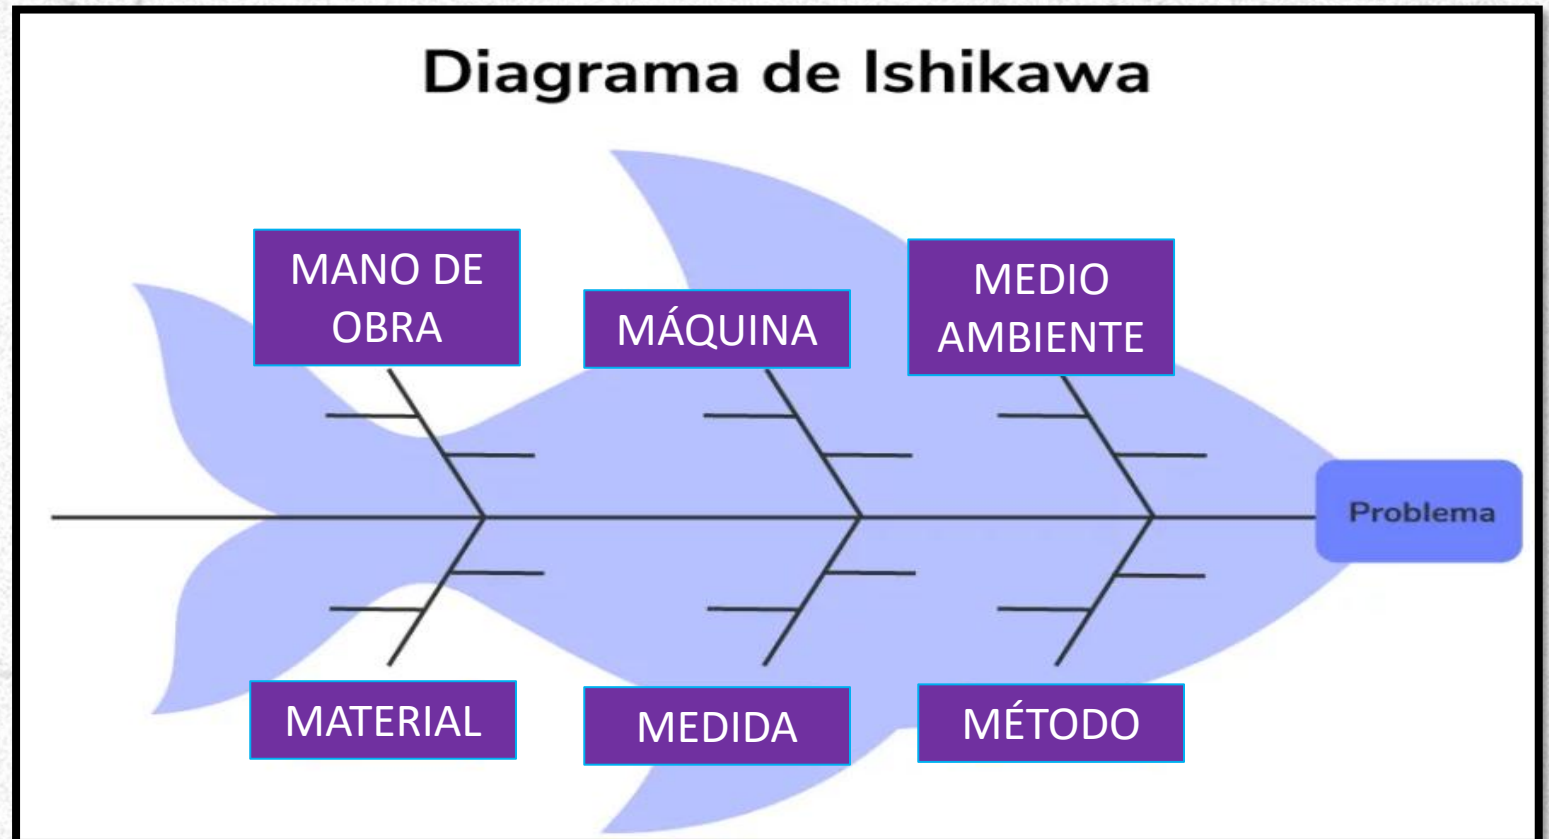 Diagrama de Ishikawa
MANO DE
OBRA
MÁQUINA
MEDIO
AMBIENTE
Problema
MATERIAL
MEDIDA
MÉTODO